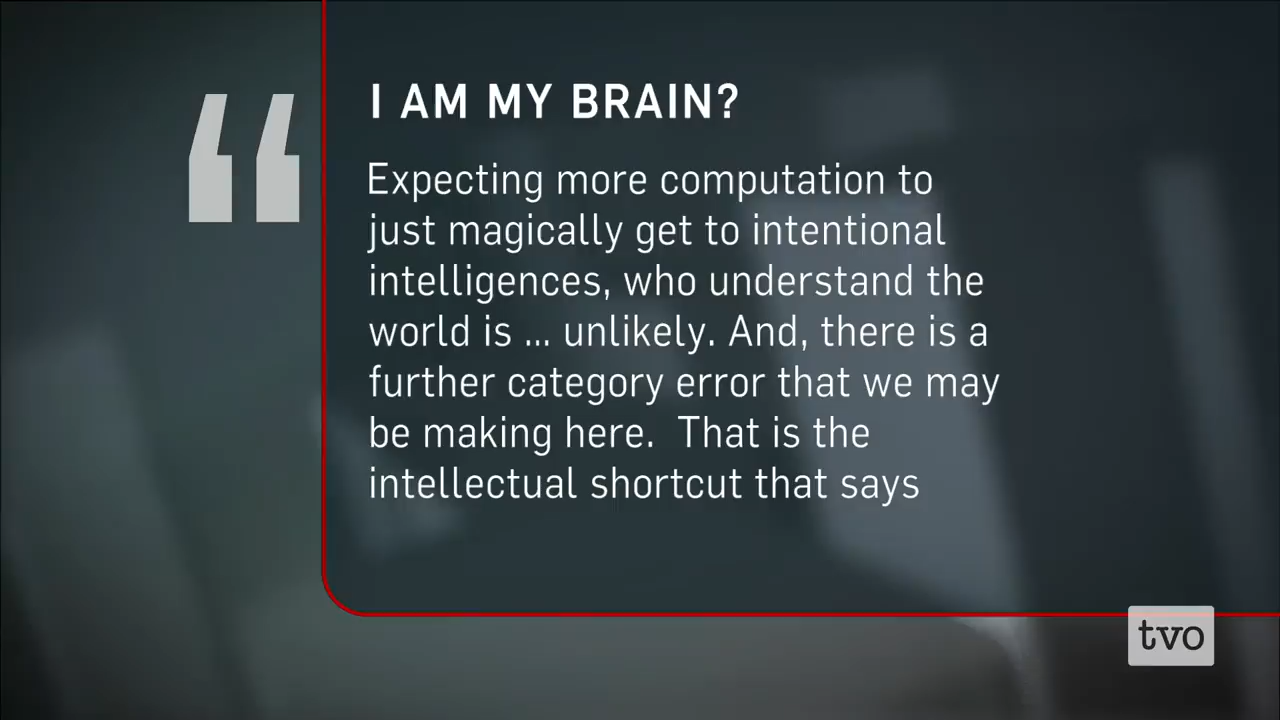 “
I AM MY BRAIN?
Expecting more computation to
just magically get to intentional
intelligences, who understand the
world is ... unlikely. And, there is a
further category error that we may
be making here.  That is the
intellectual shortcut that says
tvo